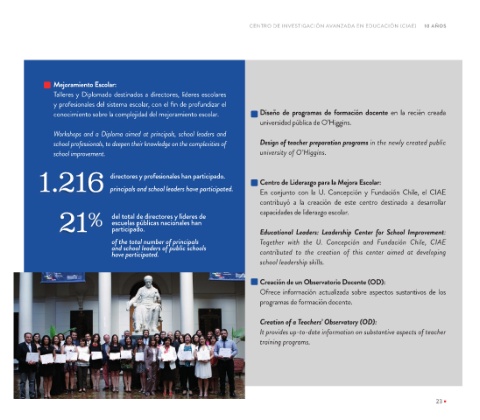 CENTRO DE INVESTIGACIÓN AVANZADA EN EDUCACIÓN (CIAE) 10 AÑOS
Mejoramiento Escolar:
Talleres y Diplomado destinados a directores, líderes escolares
y profesionales del sistema escolar, con el fin de profundizar el
conocimiento sobre la complejidad del mejoramiento escolar.
Workshops and a Diploma aimed at principals, school leaders and
school professionals, to deepen their knowledge on the complexities of
school improvement.
1.216
directores y profesionales han participado.
principals and school leaders have participated.
21%
del total de directores y líderes de
escuelas públicas nacionales han
participado.
of the total number of principals
and school leaders of public schools
have participated.
Diseño de programas de formación docente en la recién creada
universidad pública de O'Higgins.
Design of teacher preparation programs in the newly created public
university of O'Higgins.
Centro de Liderazgo para la Mejora Escolar:
En conjunto con la U. Concepción y Fundación Chile, el CIAE
contribuyó a la creación de este centro destinado a desarrollar
capacidades de liderazgo escolar.
Educational Leaders: Leadership Center for School Improvement:
Together with the U. Concepción and Fundación Chile, CIAE
contributed to the creation of this center aimed at developing
school leadership skills.
Creación de un Observatorio Docente (OD):
Ofrece información actualizada sobre aspectos sustantivos de los
programas de formación docente.
Creation of a Teachers' Observatory (OD):
It provides up-to-date information on substantive aspects of teacher
training programs.
23